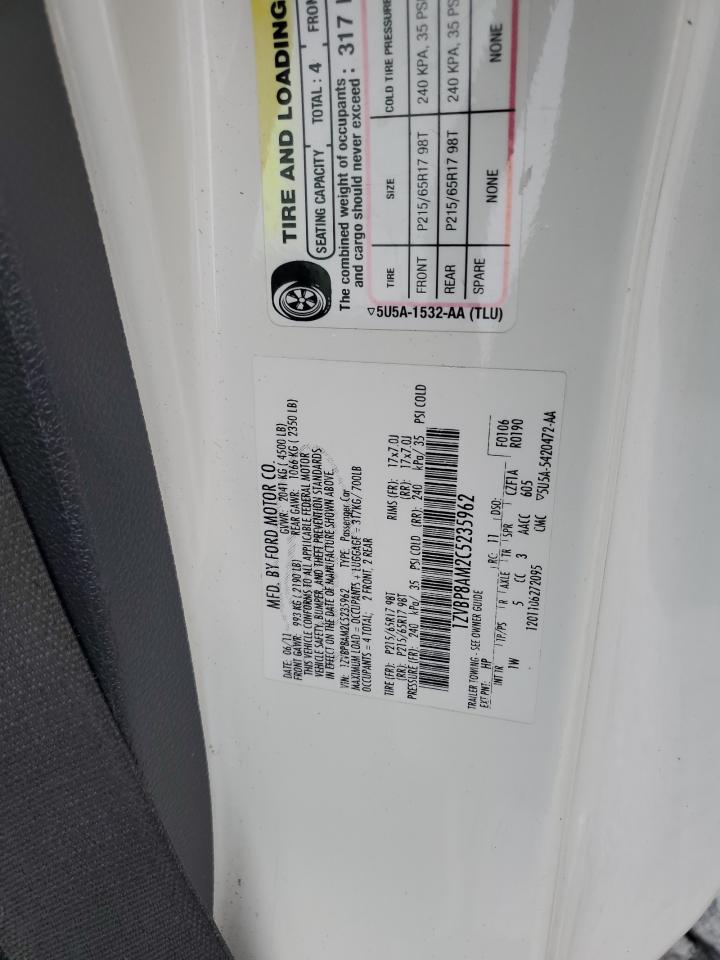 TIRE AND LOADING
SEATING CAPACITY TOTAL : 4 FRON
The combined weight of occupants
and cargo should never exceed : 317
TIRE SIZE COLD TIRE PRESSURE
FRONT P215/65R17 98T 240 KPA, 35 PSI
REAR P215/65R17 98T 240 KPA, 35 PS
SPARE NONE NONE
▽5U5A-1532-AA (TLU)
MFD. BY FORD MOTOR CO.
DATE: 06/11 GVWR: 2041 KG ( 4500 LB)
FRONT GAWR: 993 KG ( 2190 LB) REAR GAWR: 1066 KG ( 2350 LB)
THIS VEHICLE CONFORMS TO ALL APPLICABLE FEDERAL MOTOR
VEHICLE SAFETY, BUMPER, AND THEFT PREVENTION STANDARDS
IN EFFECT ON THE DATE OF MANUFACTURE SHOWN ABOVE.
VIN: 1ZVBP8AM2C5235962 TYPE: Passenger Car
MAXIMUM LOAD = OCCUPANTS + LUGGAGE = 317KG/ 700LB
OCCUPANTS = 4 TOTAL; 2 FRONT, 2 REAR
TIRE (FR): P215/65R17 98T RIMS (FR): 17x7.0J
(RR): P215/65R17 98T (RR): 17x7.0J
PRESSURE (FR): 240 kPa/ 35 PSI COLD (RR): 240 kPa/ 35 PSI COLD
1ZVBP8AM2C5235962
TRAILER TOWING - SEE OWNER GUIDE
EXT PNT: HP RC: 11 DSO: F0106
R0190
INT TR TP/PS R AXLE TR SPR CZF1A
1W 5 CC 3 AACC 605
12011U06272095 CMC ▽5U5A-5420472-AA